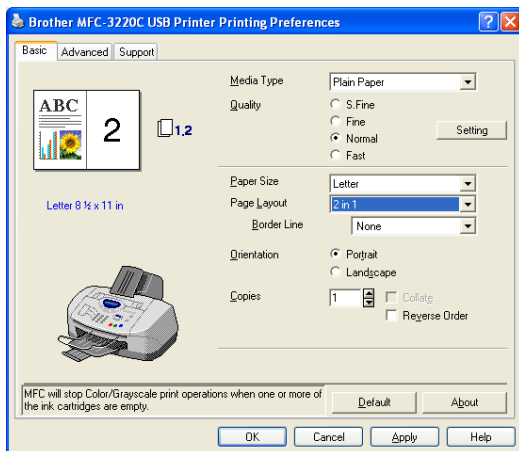 Brother MFC-3220C USB Printer Printing Preferences
Basic Advanced Support
Media Type Plain Paper
Quality S.Fine
Fine
Normal Setting
Fast
ABC 2 1.2
Letter 8 ½ x 11 in
Paper Size Letter
Page Layout 2 in 1
Border Line None
Orientation Portrait
Landscape
Copies 1 Collate
Reverse Order
MFC will stop Color/Grayscale print operations when one or more of
the ink cartridges are empty.
Default About
OK Cancel Apply Help